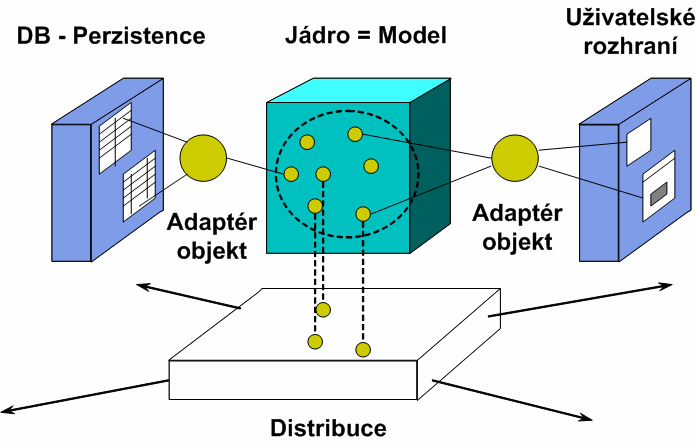 DB - Perzistence
Jádro = Model
Uživatelské
rozhraní
Adaptér
objekt
Adaptér
objekt
Distribuce